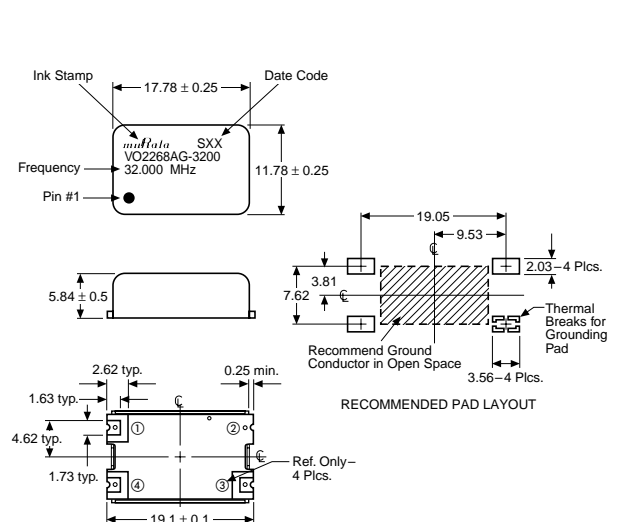 Ink Stamp
Date Code
17.78 ± 0.25
muRata SXX
VO2268AG-3200
32.000 MHz
Frequency
11.78 ± 0.25
Pin #1
19.05
9.53
℄
2.03–4 Plcs.
3.81
7.62
℄
5.84 ± 0.5
Thermal
Breaks for
Grounding
Pad
Recommend Ground
Conductor in Open Space
3.56–4 Plcs.
RECOMMENDED PAD LAYOUT
2.62 typ.
0.25 min.
1.63 typ.
℄
4.62 typ.
① ②
℄
1.73 typ.
④ ③
Ref. Only–
4 Plcs.
19.1 ± 0.1